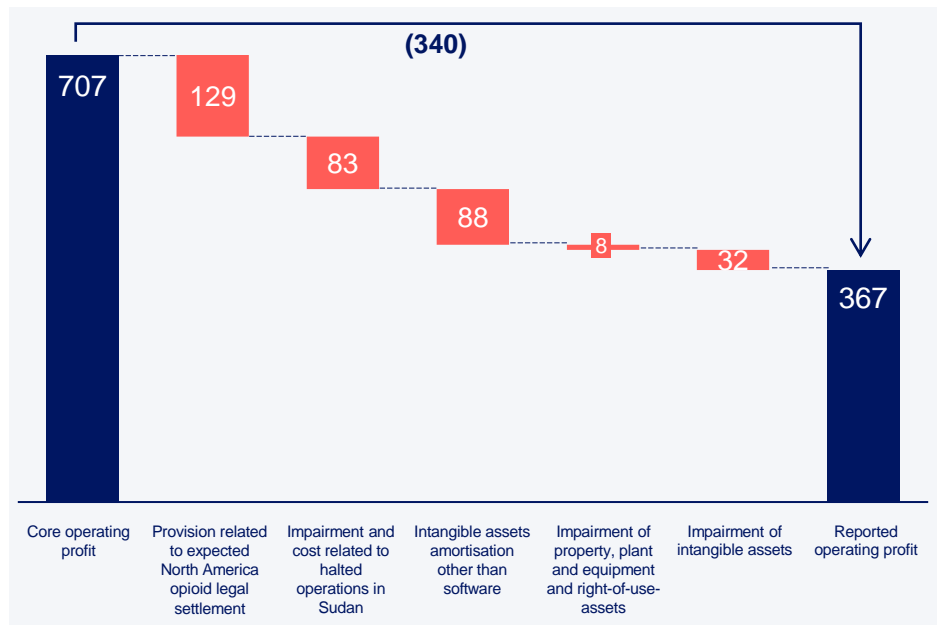 (340)
707
129
83
88
8
32
367
Core operating
profit
Provision related
to expected
North America
opioid legal
settlement
Impairment and
cost related to
halted
operations in
Sudan
Intangible assets
amortisation
other than
software
Impairment of
property, plant
and equipment
and right-of-use-
assets
Impairment of
intangible assets
Reported
operating profit